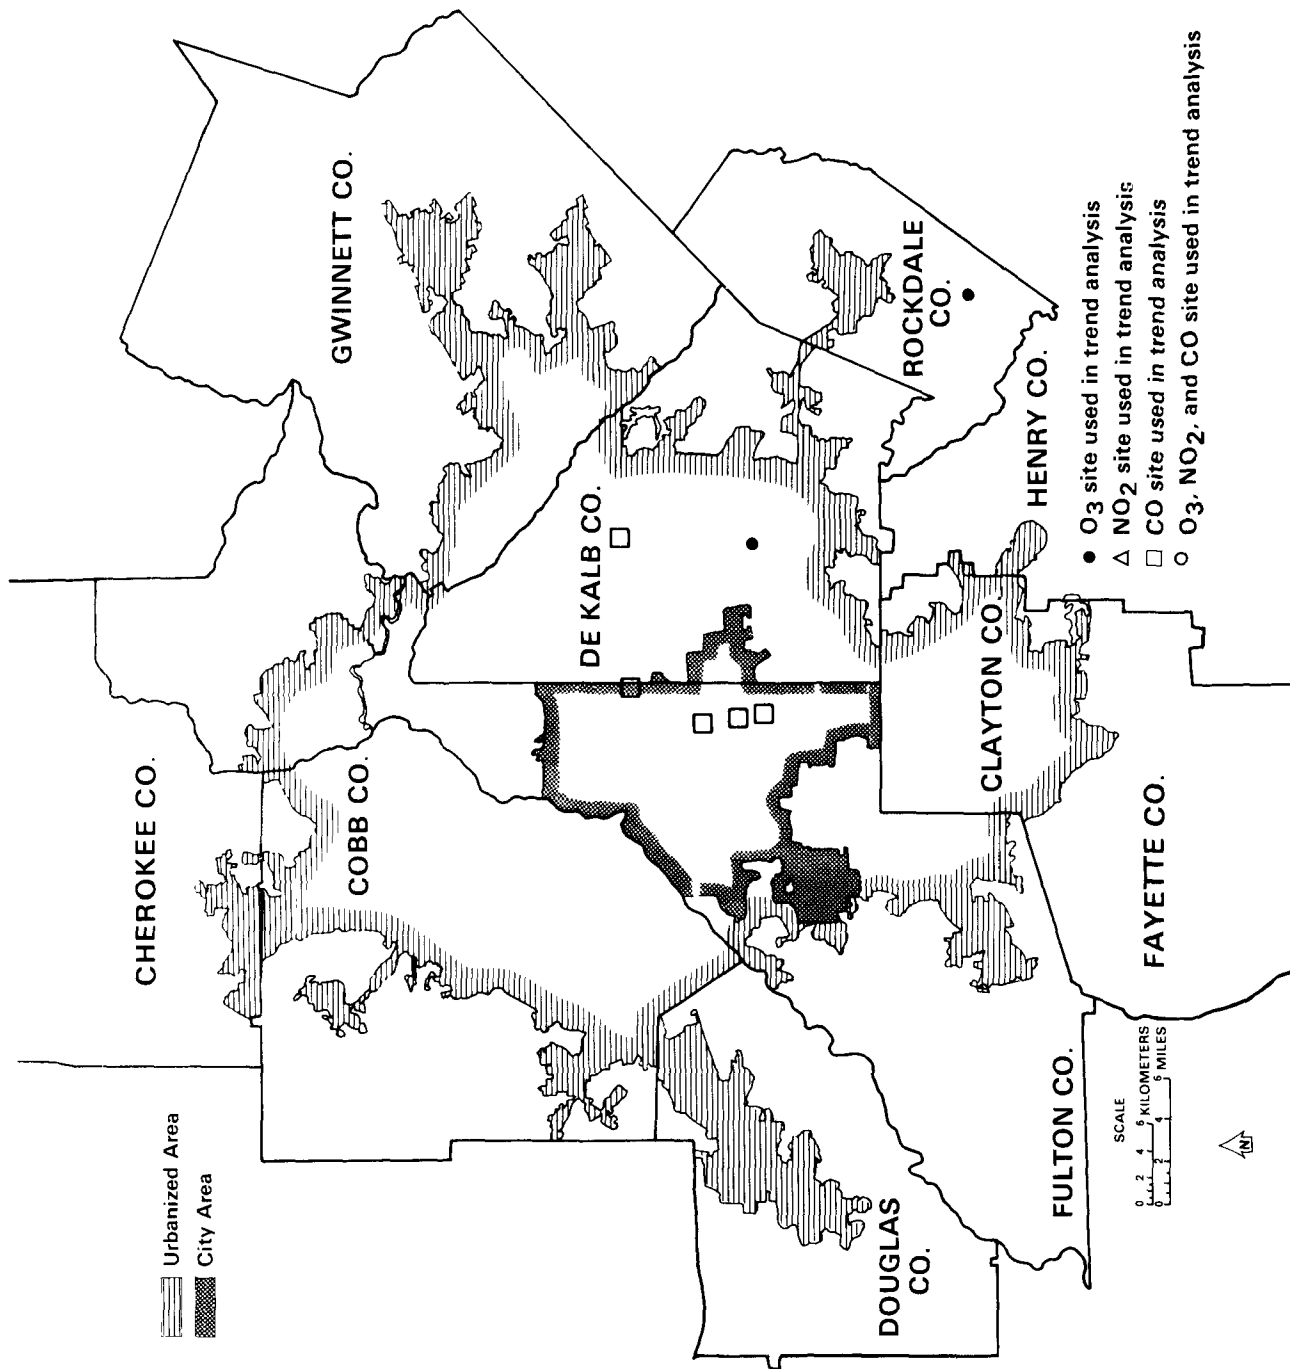 Urbanized Area
City Area
CHEROKEE CO.
COBB CO.
GWINNETT CO.
DE KALB CO.
ROCKDALE
CO.
HENRY CO.
CLAYTON CO.
FAYETTE CO.
FULTON CO.
DOUGLAS
CO.
SCALE
0 2 4 6 KILOMETERS
0 2 4 6 MILES
N
O3 site used in trend analysis
NO2 site used in trend analysis
CO site used in trend analysis
O3, NO2, and CO site used in trend analysis